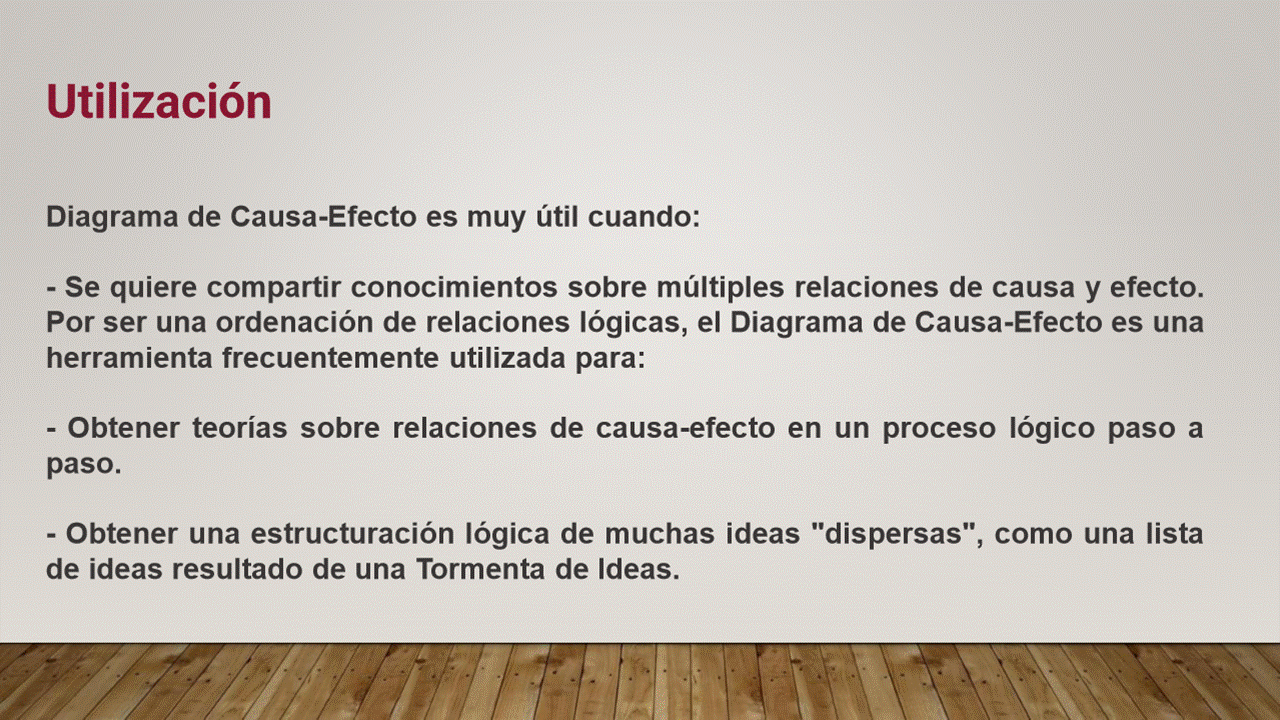 Utilización
Diagrama de Causa-Efecto es muy útil cuando:
- Se quiere compartir conocimientos sobre múltiples relaciones de causa y efecto.
Por ser una ordenación de relaciones lógicas, el Diagrama de Causa-Efecto es una
herramienta frecuentemente utilizada para:
- Obtener teorías sobre relaciones de causa-efecto en un proceso lógico paso a
paso.
- Obtener una estructuración lógica de muchas ideas "dispersas", como una lista
de ideas resultado de una Tormenta de Ideas.